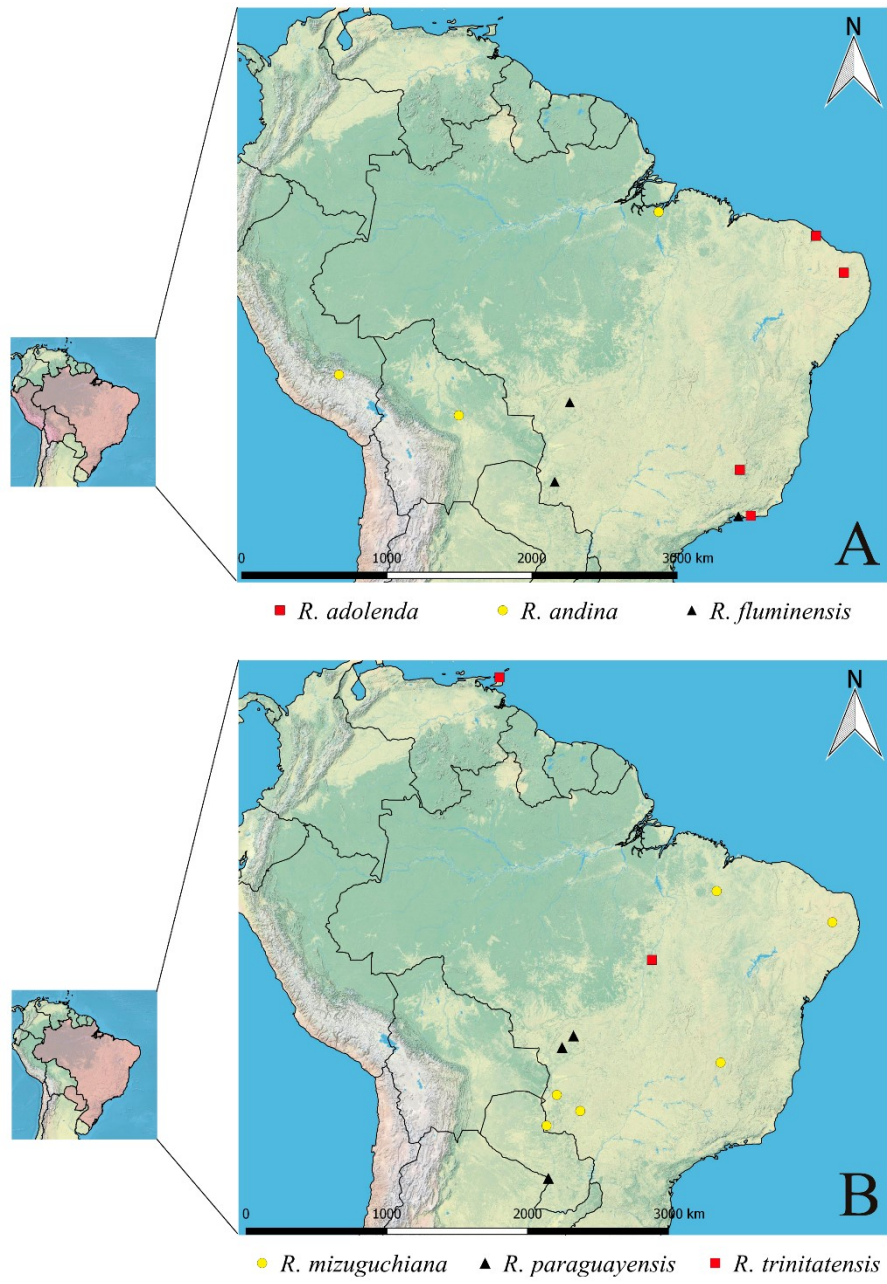 N
A
0 1000 2000 3000 km
■ R. adolenda ● R. andina ▲ R. fluminensis
N
B
0 1000 2000 3000 km
● R. mizuguchiana ▲ R. paraguayensis ■ R. trinitatensis